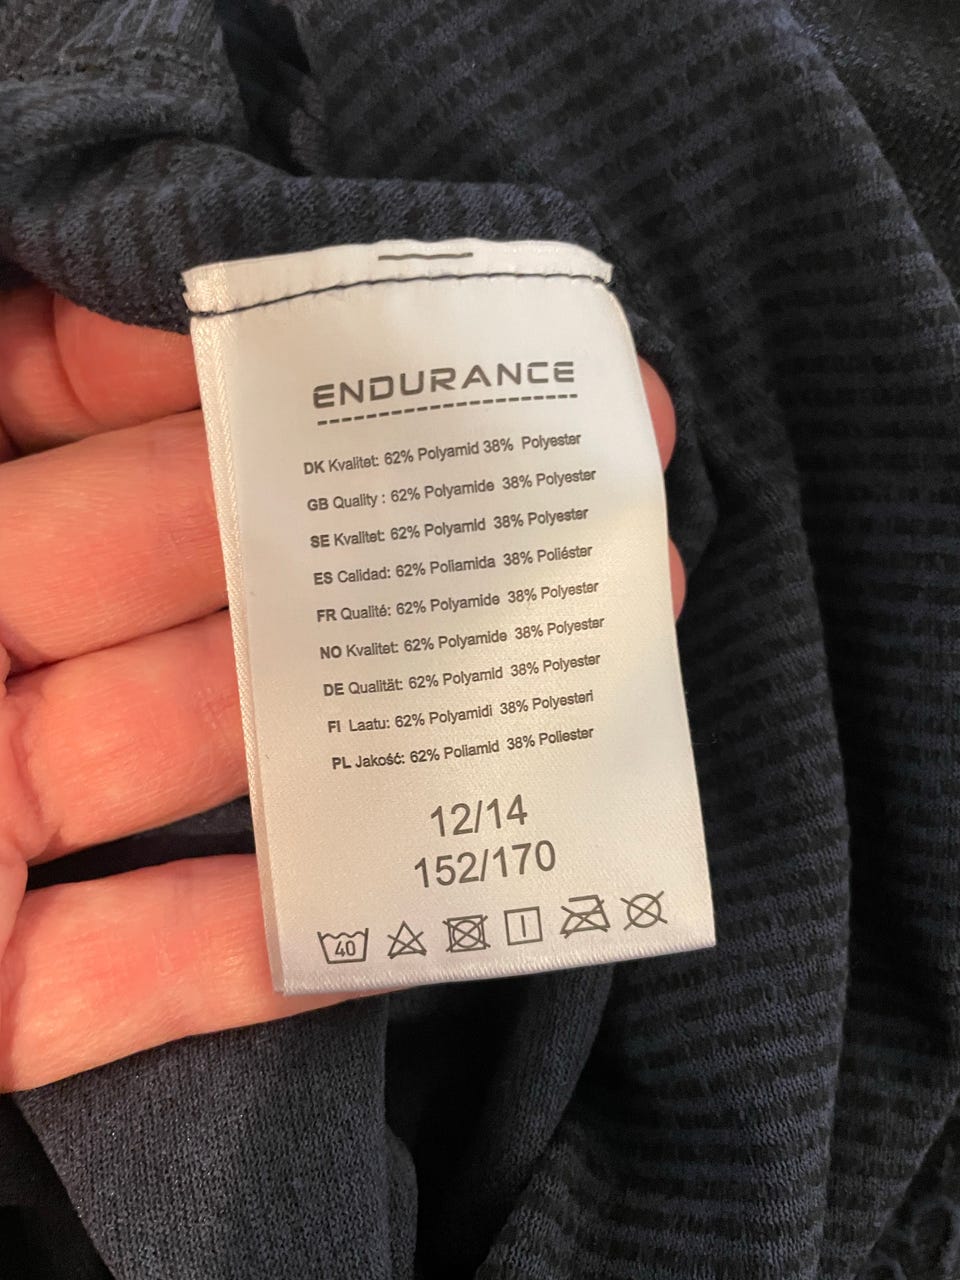 ENDURANCE
DK Kvalitet: 62% Polyamid 38% Polyester
GB Quality : 62% Polyamide 38% Polyester
SE Kvalitet: 62% Polyamid 38% Polyester
ES Calidad: 62% Poliamida 38% Poliéster
FR Qualité: 62% Polyamide 38% Polyester
NO Kvalitet: 62% Polyamide 38% Polyester
DE Qualität: 62% Polyamid 38% Polyester
FI Laatu: 62% Polyamidi 38% Polyesteri
PL Jakość: 62% Poliamid 38% Poliester
12/14
152/170
40